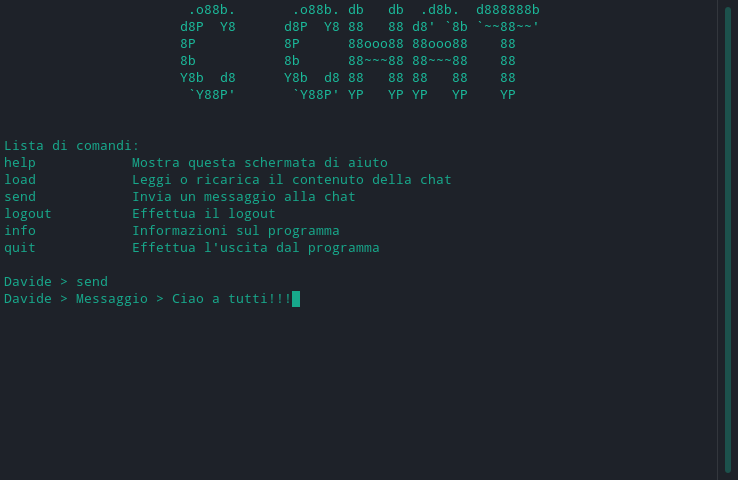 .o88b.       .o88b. db   db  .d8b.  d888888b
d8P  Y8      d8P  Y8 88   88 d8' `8b `~~88~~'
8P           8P      88ooo88 88ooo88    88
8b           8b      88~~~88 88~~~88    88
Y8b  d8      Y8b  d8 88   88 88   88    88
 `Y88P'       `Y88P' YP   YP YP   YP    YP
Lista di comandi:
help            Mostra questa schermata di aiuto
load            Leggi o ricarica il contenuto della chat
send            Invia un messaggio alla chat
logout          Effettua il logout
info            Informazioni sul programma
quit            Effettua l'uscita dal programma
Davide > send
Davide > Messaggio > Ciao a tutti!!!